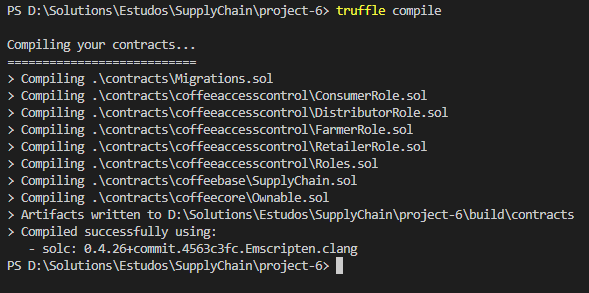 PS D:\Solutions\Estudos\SupplyChain\project-6> truffle compile
Compiling your contracts...
===========================
> Compiling .\contracts\Migrations.sol
> Compiling .\contracts\coffeeaccesscontrol\ConsumerRole.sol
> Compiling .\contracts\coffeeaccesscontrol\DistributorRole.sol
> Compiling .\contracts\coffeeaccesscontrol\FarmerRole.sol
> Compiling .\contracts\coffeeaccesscontrol\RetailerRole.sol
> Compiling .\contracts\coffeeaccesscontrol\Roles.sol
> Compiling .\contracts\coffeebase\SupplyChain.sol
> Compiling .\contracts\coffeecore\Ownable.sol
> Artifacts written to D:\Solutions\Estudos\SupplyChain\project-6\build\contracts
> Compiled successfully using:
- solc: 0.4.26+commit.4563c3fc.Emscripten.clang
PS D:\Solutions\Estudos\SupplyChain\project-6>